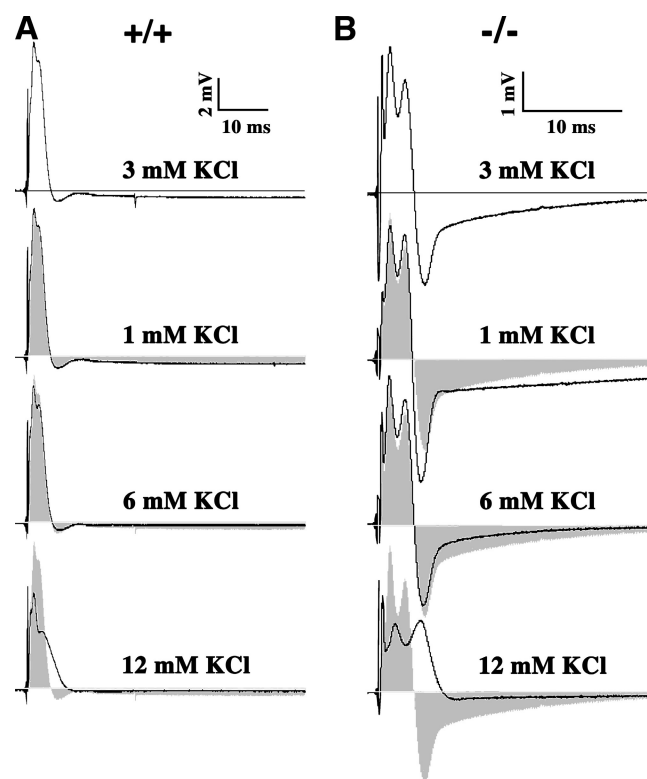 A +/+ B -/-
2 mV 1 mV
10 ms 10 ms
3 mM KCl 3 mM KCl
1 mM KCl 1 mM KCl
6 mM KCl 6 mM KCl
12 mM KCl 12 mM KCl